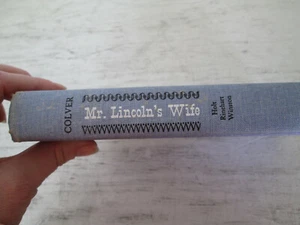 COLVER
Mr. Lincoln's Wife
Holt
Rinehart
Winston